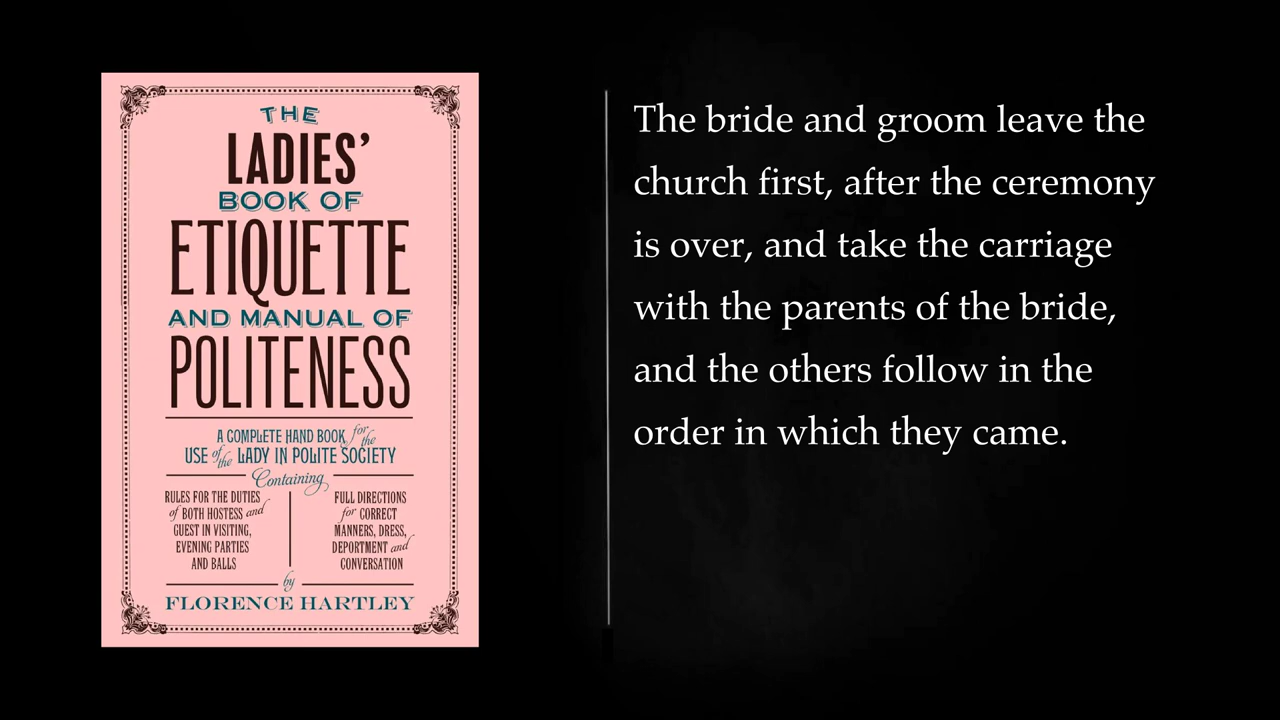 THE
LADIES'
BOOK OF
ETIQUETTE
AND MANUAL OF
POLITENESS
A COMPLETE HAND BOOK for the
USE of the LADY IN POLITE SOCIETY
Containing
RULES FOR THE DUTIES
of BOTH HOSTESS and
GUEST IN VISITING,
EVENING PARTIES
AND BALLS
FULL DIRECTIONS
for CORRECT
MANNERS, DRESS,
DEPORTMENT and
CONVERSATION
by
FLORENCE HARTLEY
The bride and groom leave the
church first, after the ceremony
is over, and take the carriage
with the parents of the bride,
and the others follow in the
order in which they came.